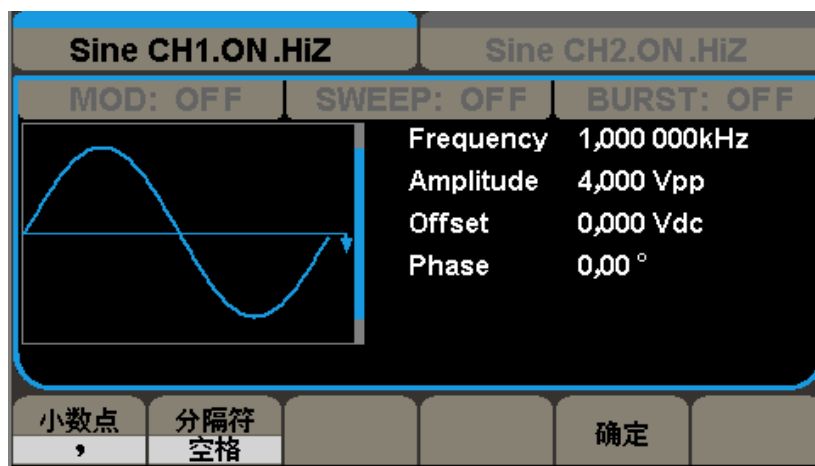 Sine CH1.ON.HiZ Sine CH2.ON.HiZ
MOD: OFF SWEEP: OFF BURST: OFF
Frequency 1,000 000kHz
Amplitude 4,000 Vpp
Offset 0,000 Vdc
Phase 0,00 °
小数点 分隔符 确定
, 空格